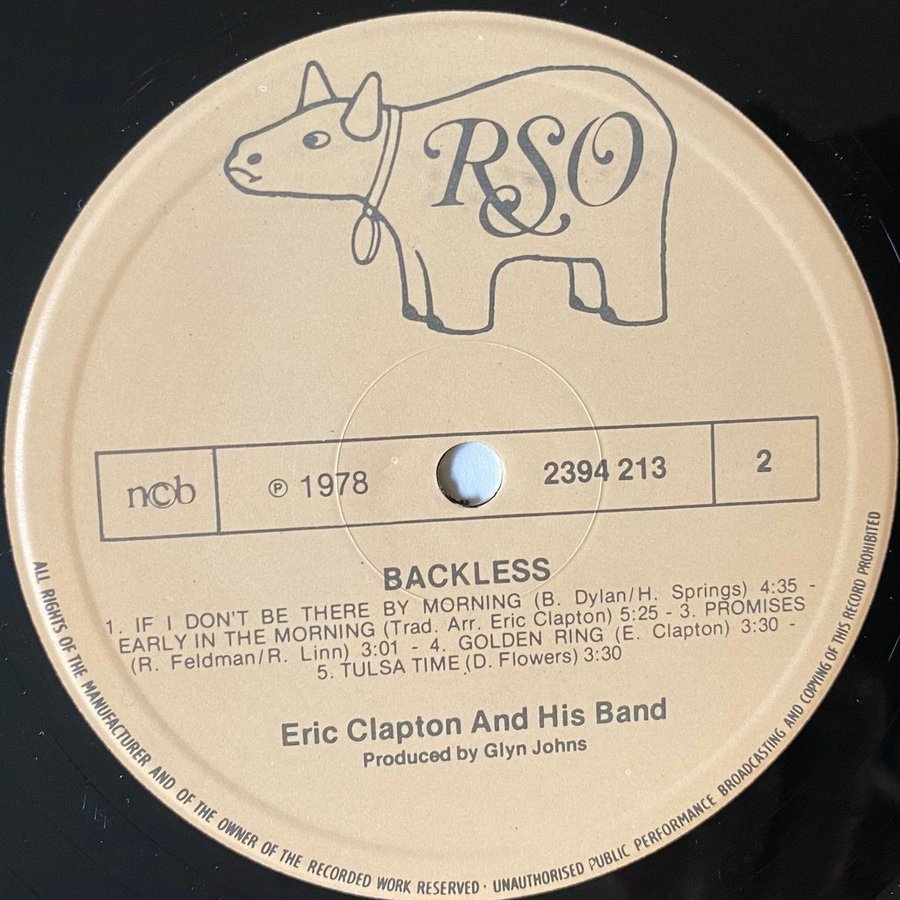 RSO
ncb
℗ 1978
2394 213
2
BACKLESS
1. IF I DON'T BE THERE BY MORNING (B. Dylan/H. Springs) 4:35 -
EARLY IN THE MORNING (Trad. Arr. Eric Clapton) 5:25 - 3. PROMISES
(R. Feldman/R. Linn) 3:01 - 4. GOLDEN RING (E. Clapton) 3:30 -
5. TULSA TIME (D. Flowers) 3:30
Eric Clapton And His Band
Produced by Glyn Johns
ALL RIGHTS OF THE MANUFACTURER AND OF THE OWNER OF THE RECORDED WORK RESERVED · UNAUTHORISED PUBLIC PERFORMANCE BROADCASTING AND COPYING OF THIS RECORD PROHIBITED